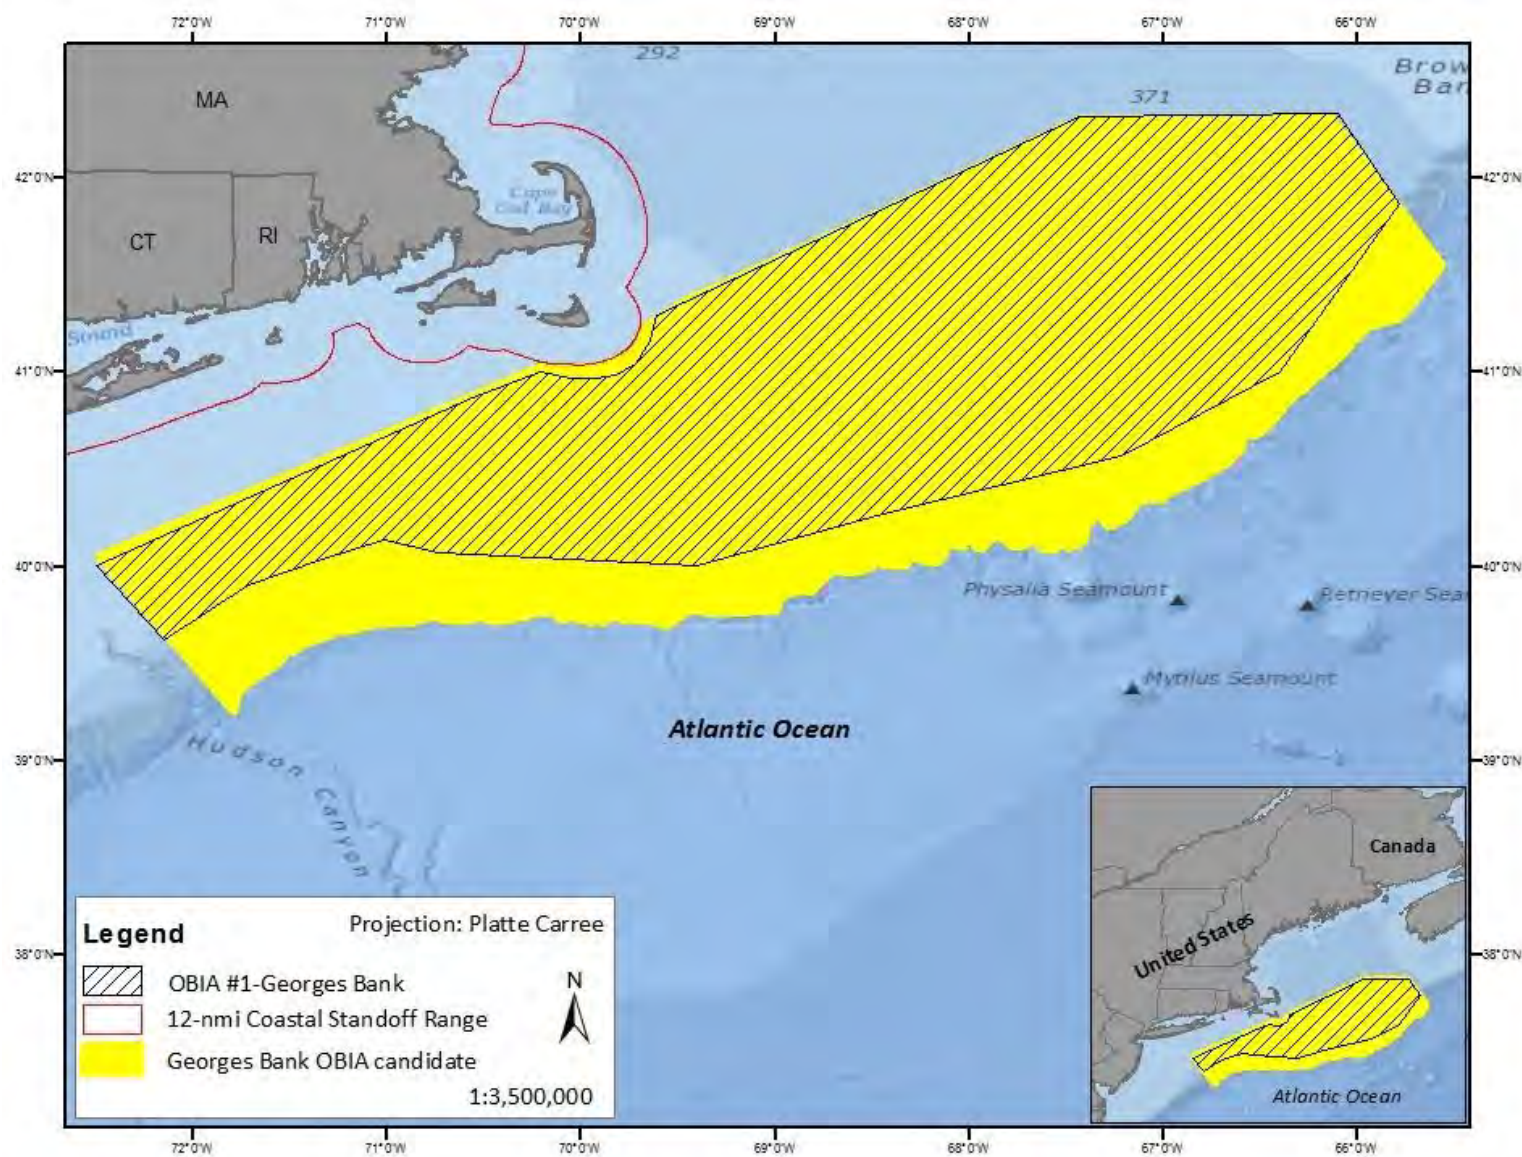 72°0'W 71°0'W 70°0'W 69°0'W 68°0'W 67°0'W 66°0'W
292
Brow
Ban
MA
371
42°0'N 42°0'N
Cape
Cod Bay
CT
RI
Sound
41°0'N 41°0'N
40°0'N 40°0'N
Physalia Seamount
Retriever Sea
Mytilus Seamount
Atlantic Ocean
Hudson Canyon
39°0'N 39°0'N
Canada
United States
Atlantic Ocean
Legend
Projection: Platte Carree
38°0'N 38°0'N
OBIA #1-Georges Bank
N
12-nmi Coastal Standoff Range
Georges Bank OBIA candidate
1:3,500,000
72°0'W 71°0'W 70°0'W 69°0'W 68°0'W 67°0'W 66°0'W